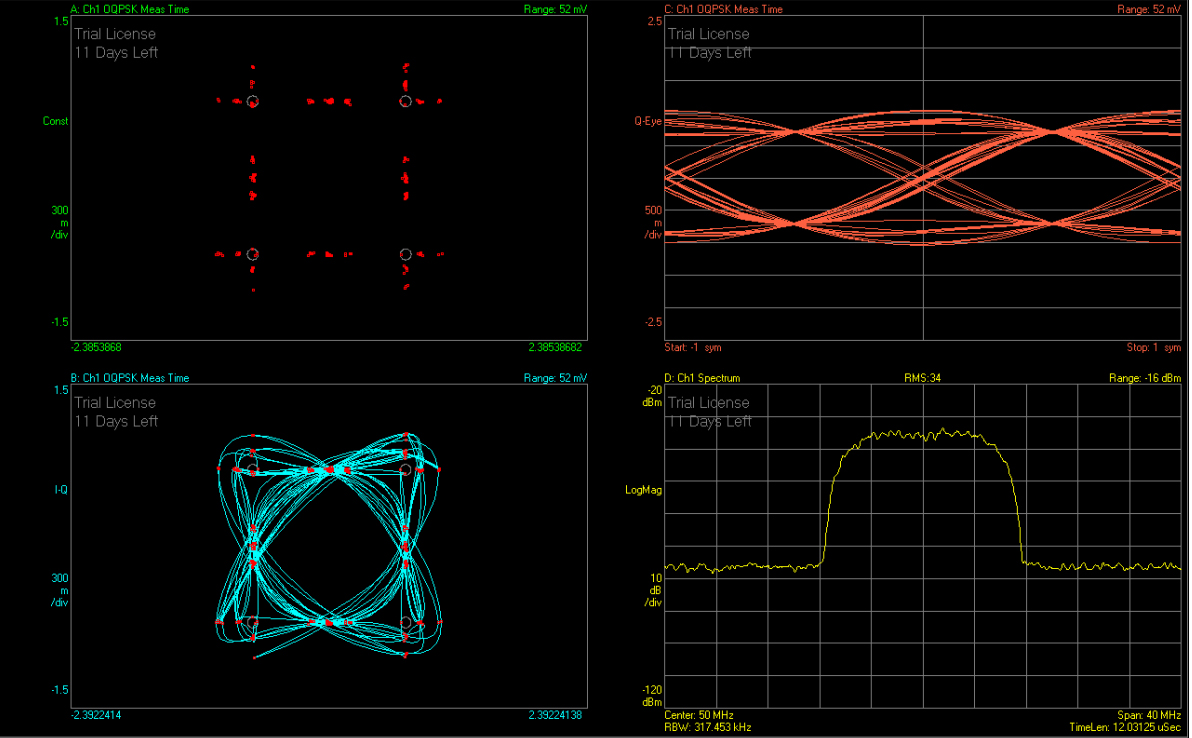 A: Ch1 OQPSK Meas Time Range: 52 mV
1.5
Trial License
11 Days Left
Const
300
m
/div
-1.5
-2.3853868 2.38538682
C: Ch1 OQPSK Meas Time Range: 52 mV
2.5
Trial License
11 Days Left
Q-Eye
500
m
/div
-2.5
Start: -1 sym Stop: 1 sym
B: Ch1 OQPSK Meas Time Range: 52 mV
1.5
Trial License
11 Days Left
I-Q
300
m
/div
-1.5
-2.3922414 2.39224138
D: Ch1 Spectrum RMS:34 Range: -16 dBm
-20
dBm
Trial License
11 Days Left
LogMag
10
dB
/div
-120
dBm
Center: 50 MHz Span: 40 MHz
RBW: 317.453 kHz TimeLen: 12.03125 uSec